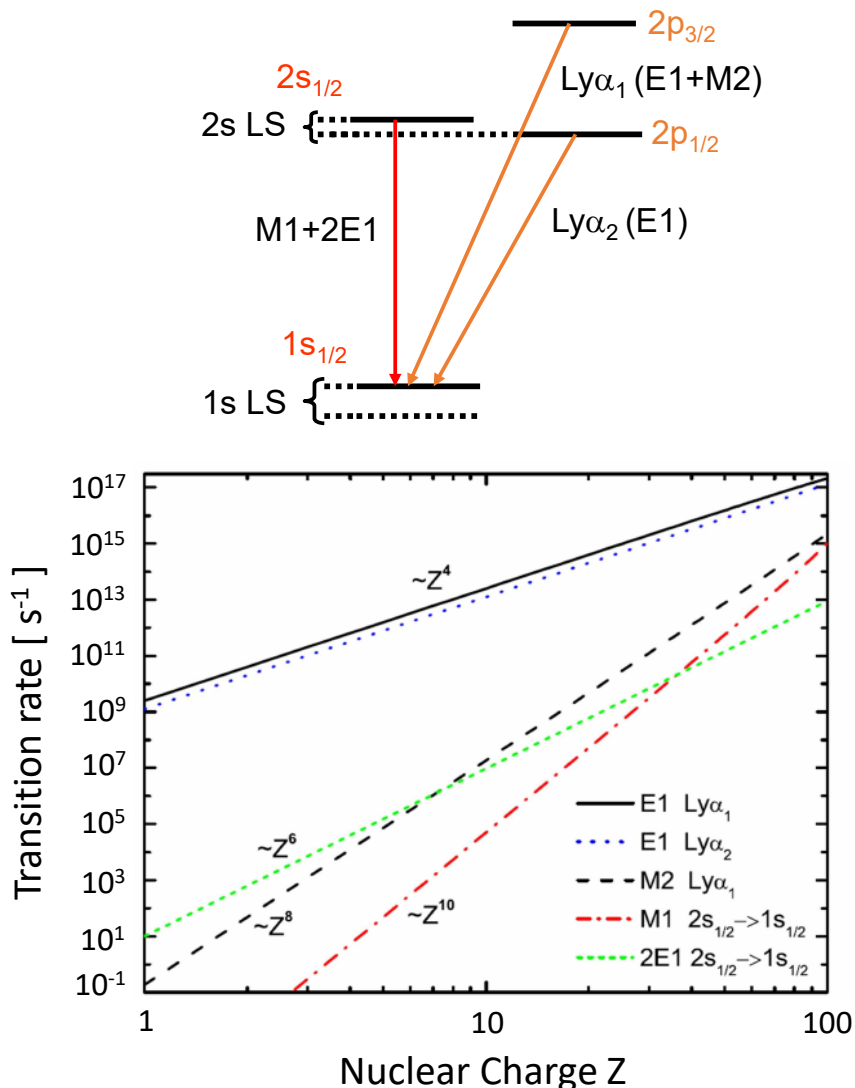 2p3/2
2s1/2
Lyα1 (E1+M2)
2s LS
2p1/2
M1+2E1
Lyα2 (E1)
1s1/2
1s LS
Transition rate [ s-1 ]
10^17
10^15
10^13
10^11
10^9
10^7
10^5
10^3
10^1
10^-1
~Z^4
~Z^6
~Z^8
~Z^10
E1 Lyα1
E1 Lyα2
M2 Lyα1
M1 2s1/2–>1s1/2
2E1 2s1/2–>1s1/2
1
10
100
Nuclear Charge Z